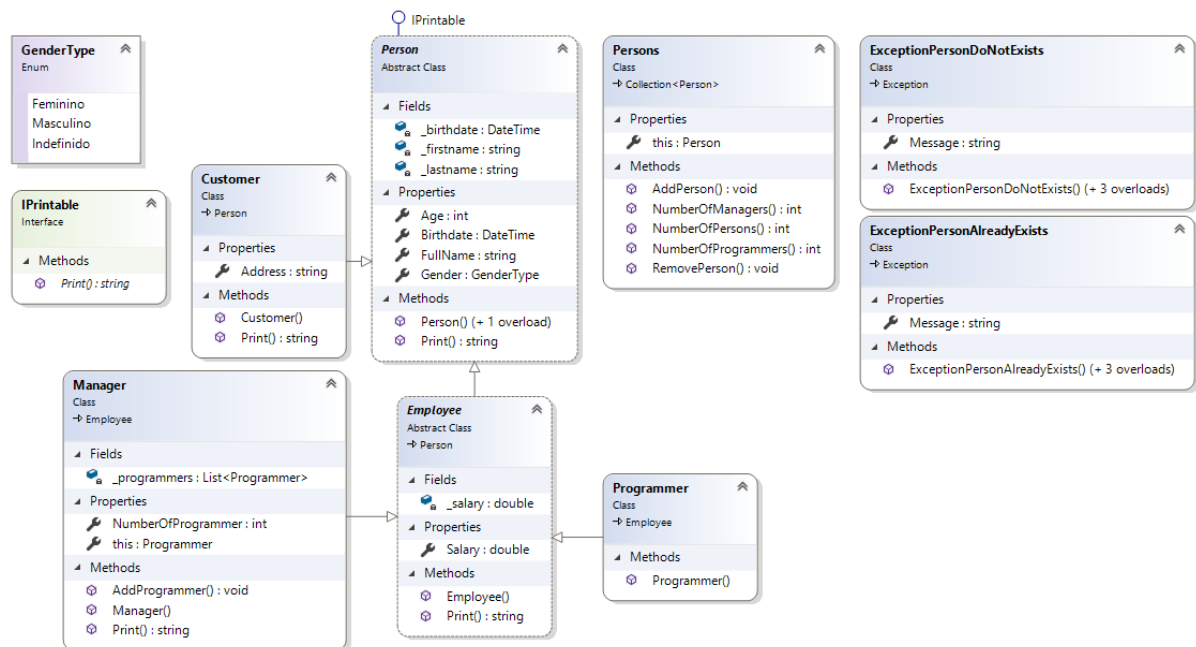 IPrintable
GenderType
Enum
Feminino
Masculino
Indefinido
IPrintable
Interface
Methods
Print() : string
Customer
Class
Person
Properties
Address : string
Methods
Customer()
Print() : string
Person
Abstract Class
Fields
_birthdate : DateTime
_firstname : string
_lastname : string
Properties
Age : int
Birthdate : DateTime
FullName : string
Gender : GenderType
Methods
Person() (+ 1 overload)
Print() : string
Persons
Class
Collection<Person>
Properties
this : Person
Methods
AddPerson() : void
NumberOfManagers() : int
NumberOfPersons() : int
NumberOfProgrammers() : int
RemovePerson() : void
ExceptionPersonDoNotExists
Class
Exception
Properties
Message : string
Methods
ExceptionPersonDoNotExists() (+ 3 overloads)
ExceptionPersonAlreadyExists
Class
Exception
Properties
Message : string
Methods
ExceptionPersonAlreadyExists() (+ 3 overloads)
Manager
Class
Employee
Fields
_programmers : List<Programmer>
Properties
NumberOfProgrammer : int
this : Programmer
Methods
AddProgrammer() : void
Manager()
Print() : string
Employee
Abstract Class
Person
Fields
_salary : double
Properties
Salary : double
Methods
Employee()
Print() : string
Programmer
Class
Employee
Methods
Programmer()